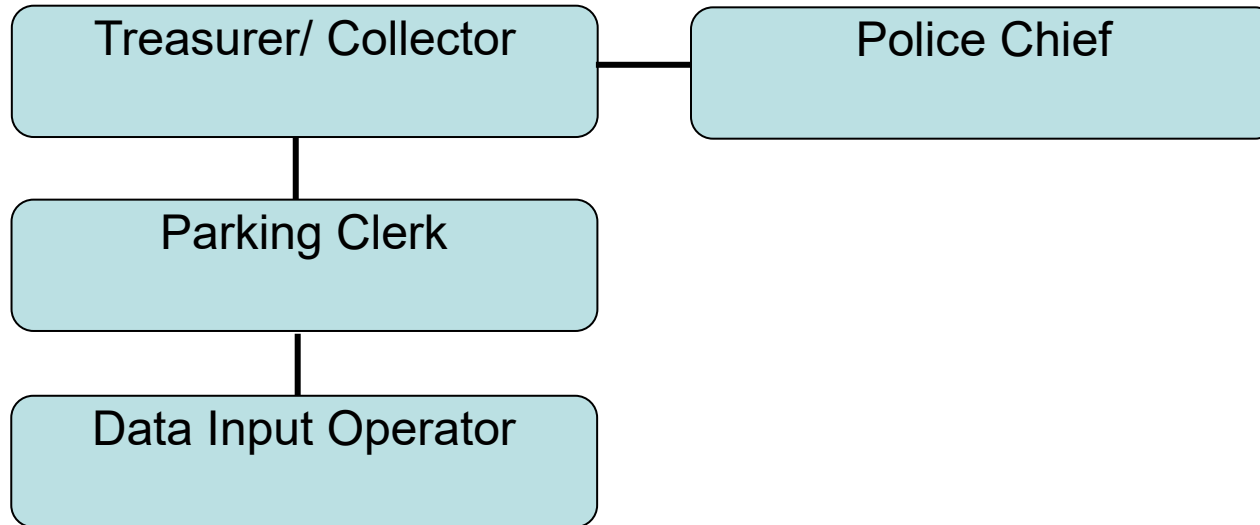 Treasurer/ Collector
Police Chief
Parking Clerk
Data Input Operator